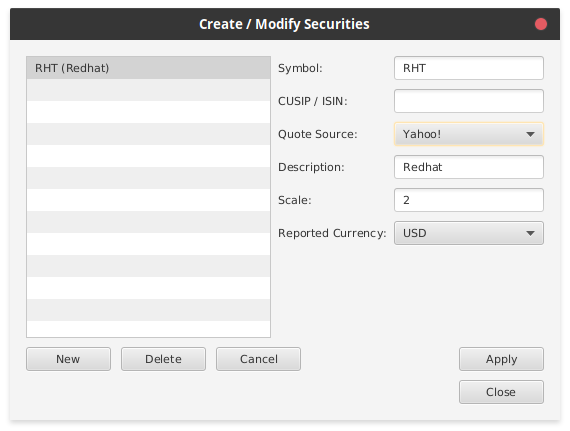 Create / Modify Securities
RHT (Redhat)
Symbol: RHT
CUSIP / ISIN:
Quote Source: Yahoo!
Description: Redhat
Scale: 2
Reported Currency: USD
New Delete Cancel Apply
Close